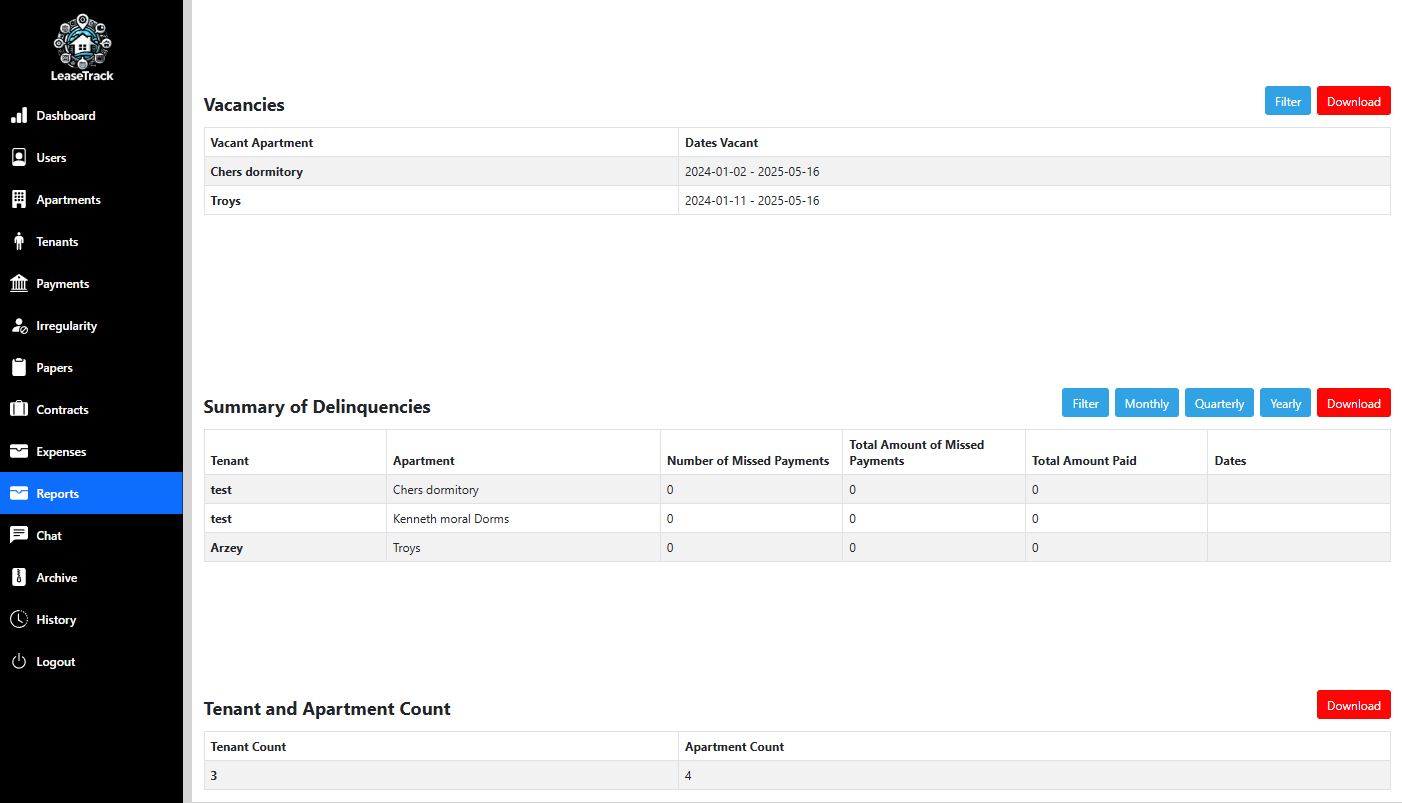 LeaseTrack
Dashboard
Users
Apartments
Tenants
Payments
Irregularity
Papers
Contracts
Expenses
Reports
Chat
Archive
History
Logout
Vacancies
Filter Download
Vacant Apartment Dates Vacant
Chers dormitory 2024-01-02 - 2025-05-16
Troys 2024-01-11 - 2025-05-16
Summary of Delinquencies
Filter Monthly Quarterly Yearly Download
Tenant Apartment Number of Missed Payments Total Amount of Missed Payments Total Amount Paid Dates
test Chers dormitory 0 0 0
test Kenneth moral Dorms 0 0 0
Arzey Troys 0 0 0
Tenant and Apartment Count
Download
Tenant Count Apartment Count
3 4